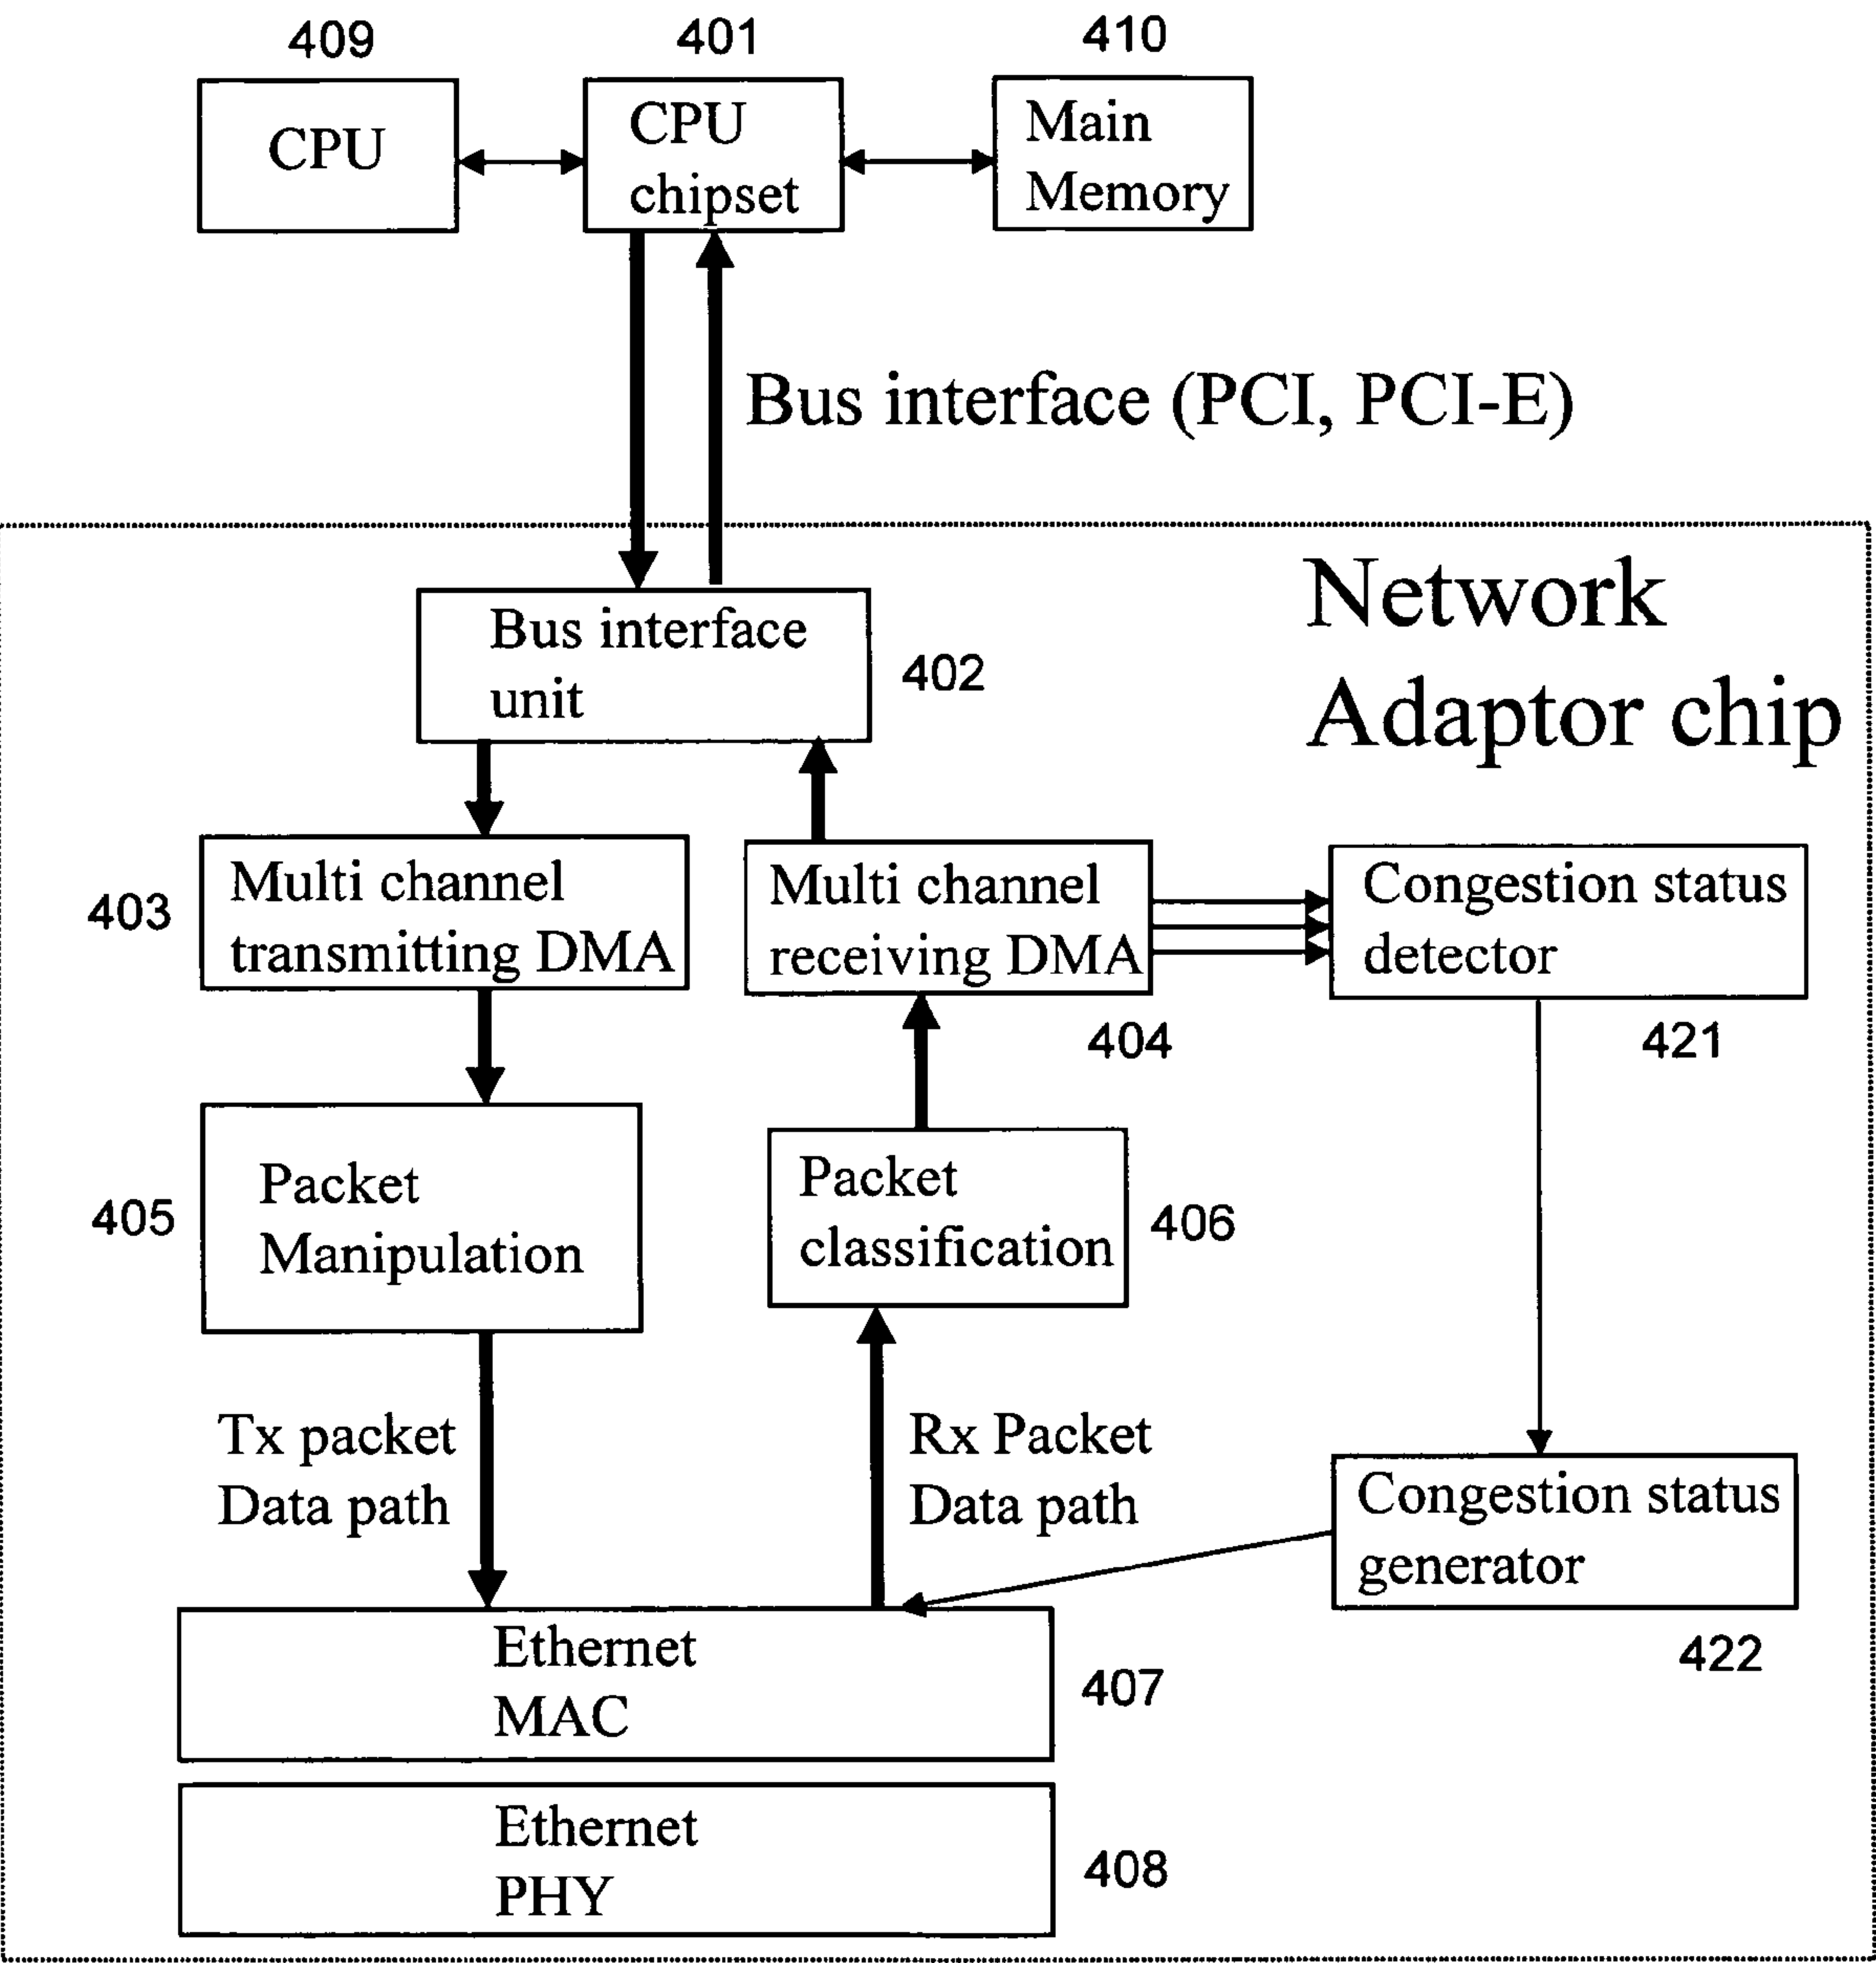 409
401
410
CPU
CPU
chipset
Main
Memory
Bus interface (PCI, PCI-E)
Network
Adaptor chip
Bus interface
unit
402
403
Multi channel
transmitting DMA
Multi channel
receiving DMA
404
Congestion status
detector
421
405
Packet
Manipulation
Packet
classification
406
Tx packet
Data path
Rx Packet
Data path
Congestion status
generator
422
Ethernet
MAC
407
Ethernet
PHY
408